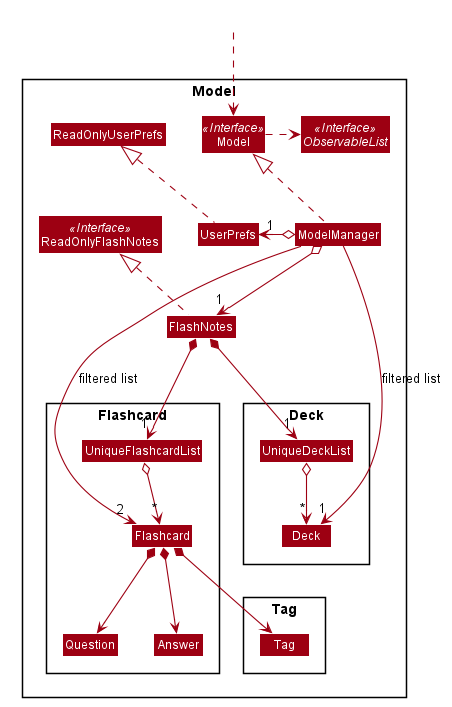 Model
ReadOnlyUserPrefs
«Interface»
Model
«Interface»
ObservableList
«Interface»
ReadOnlyFlashNotes
UserPrefs
1
ModelManager
1
FlashNotes
filtered list
filtered list
Flashcard
Deck
1
1
UniqueFlashcardList
UniqueDeckList
2
*
*
1
Flashcard
Deck
Tag
Question
Answer
Tag